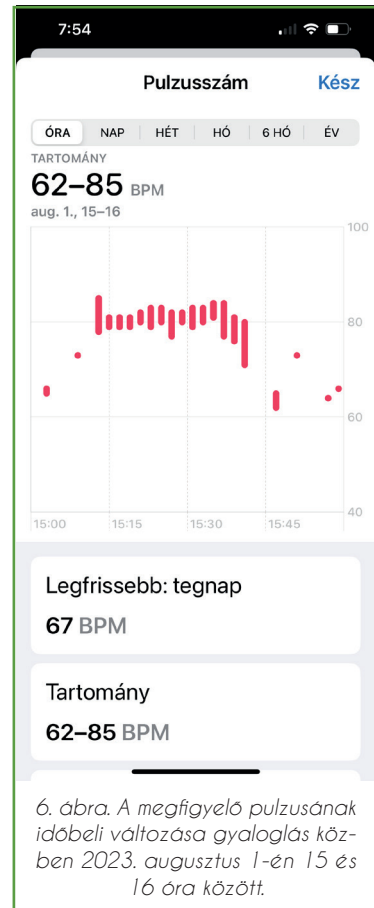 7:54
Pulzusszám Kész
ÓRA NAP HÉT HÓ 6 HÓ ÉV
TARTOMÁNY
62–85 BPM
aug. 1., 15–16
100
80
60
40
15:00 15:15 15:30 15:45
Legfrissebb: tegnap
67 BPM
Tartomány
62–85 BPM
6. ábra. A megfigyelő pulzusának
időbeli változása gyaloglás köz-
ben 2023. augusztus 1-én 15 és
16 óra között.